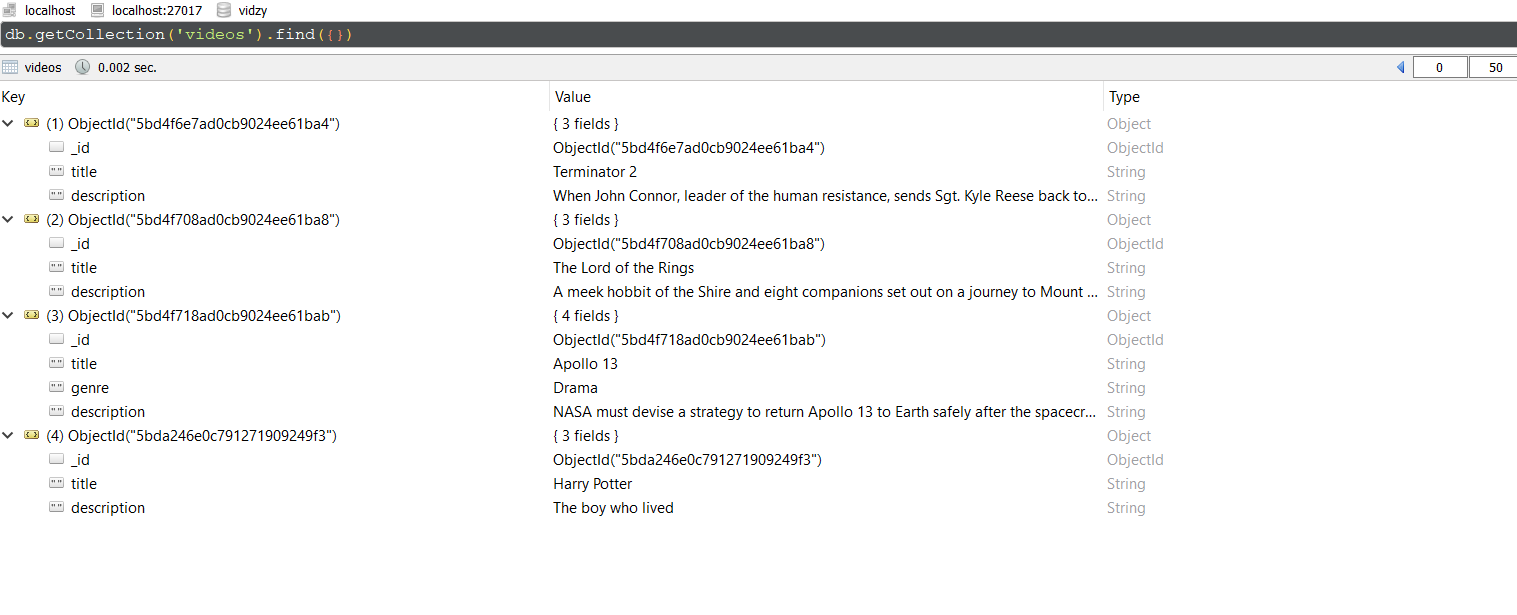 localhost localhost:27017 vidzy
db.getCollection('videos').find({})
videos 0.002 sec. 0 50
Key Value Type
(1) ObjectId("5bd4f6e7ad0cb9024ee61ba4") { 3 fields } Object
_id ObjectId("5bd4f6e7ad0cb9024ee61ba4") ObjectId
"" title Terminator 2 String
"" description When John Connor, leader of the human resistance, sends Sgt. Kyle Reese back to... String
(2) ObjectId("5bd4f708ad0cb9024ee61ba8") { 3 fields } Object
_id ObjectId("5bd4f708ad0cb9024ee61ba8") ObjectId
"" title The Lord of the Rings String
"" description A meek hobbit of the Shire and eight companions set out on a journey to Mount ... String
(3) ObjectId("5bd4f718ad0cb9024ee61bab") { 4 fields } Object
_id ObjectId("5bd4f718ad0cb9024ee61bab") ObjectId
"" title Apollo 13 String
"" genre Drama String
"" description NASA must devise a strategy to return Apollo 13 to Earth safely after the spacecr... String
(4) ObjectId("5bda246e0c791271909249f3") { 3 fields } Object
_id ObjectId("5bda246e0c791271909249f3") ObjectId
"" title Harry Potter String
"" description The boy who lived String